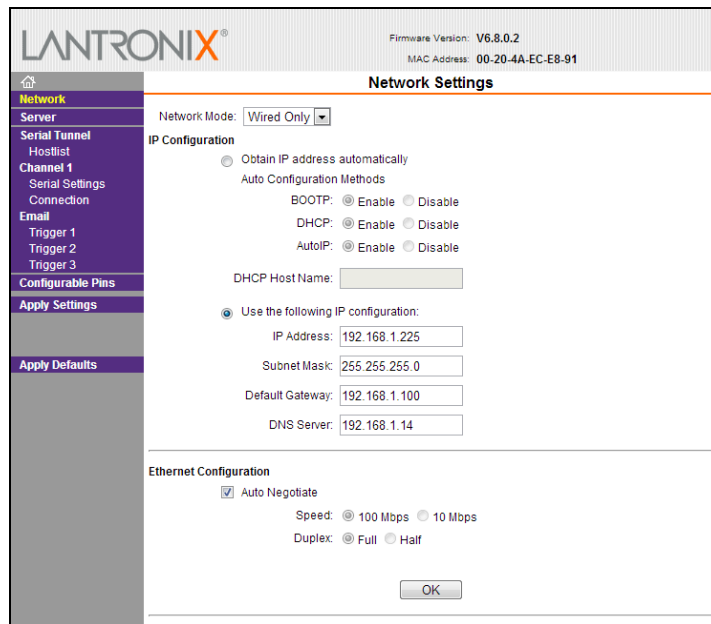 LANTRONIX®
Firmware Version: V6.8.0.2
MAC Address: 00-20-4A-EC-E8-91
Network Settings
Network
Server
Serial Tunnel
Hostlist
Channel 1
Serial Settings
Connection
Email
Trigger 1
Trigger 2
Trigger 3
Configurable Pins
Apply Settings
Apply Defaults
Network Mode: Wired Only
IP Configuration
Obtain IP address automatically
Auto Configuration Methods
BOOTP: Enable Disable
DHCP: Enable Disable
AutoIP: Enable Disable
DHCP Host Name:
Use the following IP configuration:
IP Address: 192.168.1.225
Subnet Mask: 255.255.255.0
Default Gateway: 192.168.1.100
DNS Server: 192.168.1.14
Ethernet Configuration
Auto Negotiate
Speed: 100 Mbps 10 Mbps
Duplex: Full Half
OK